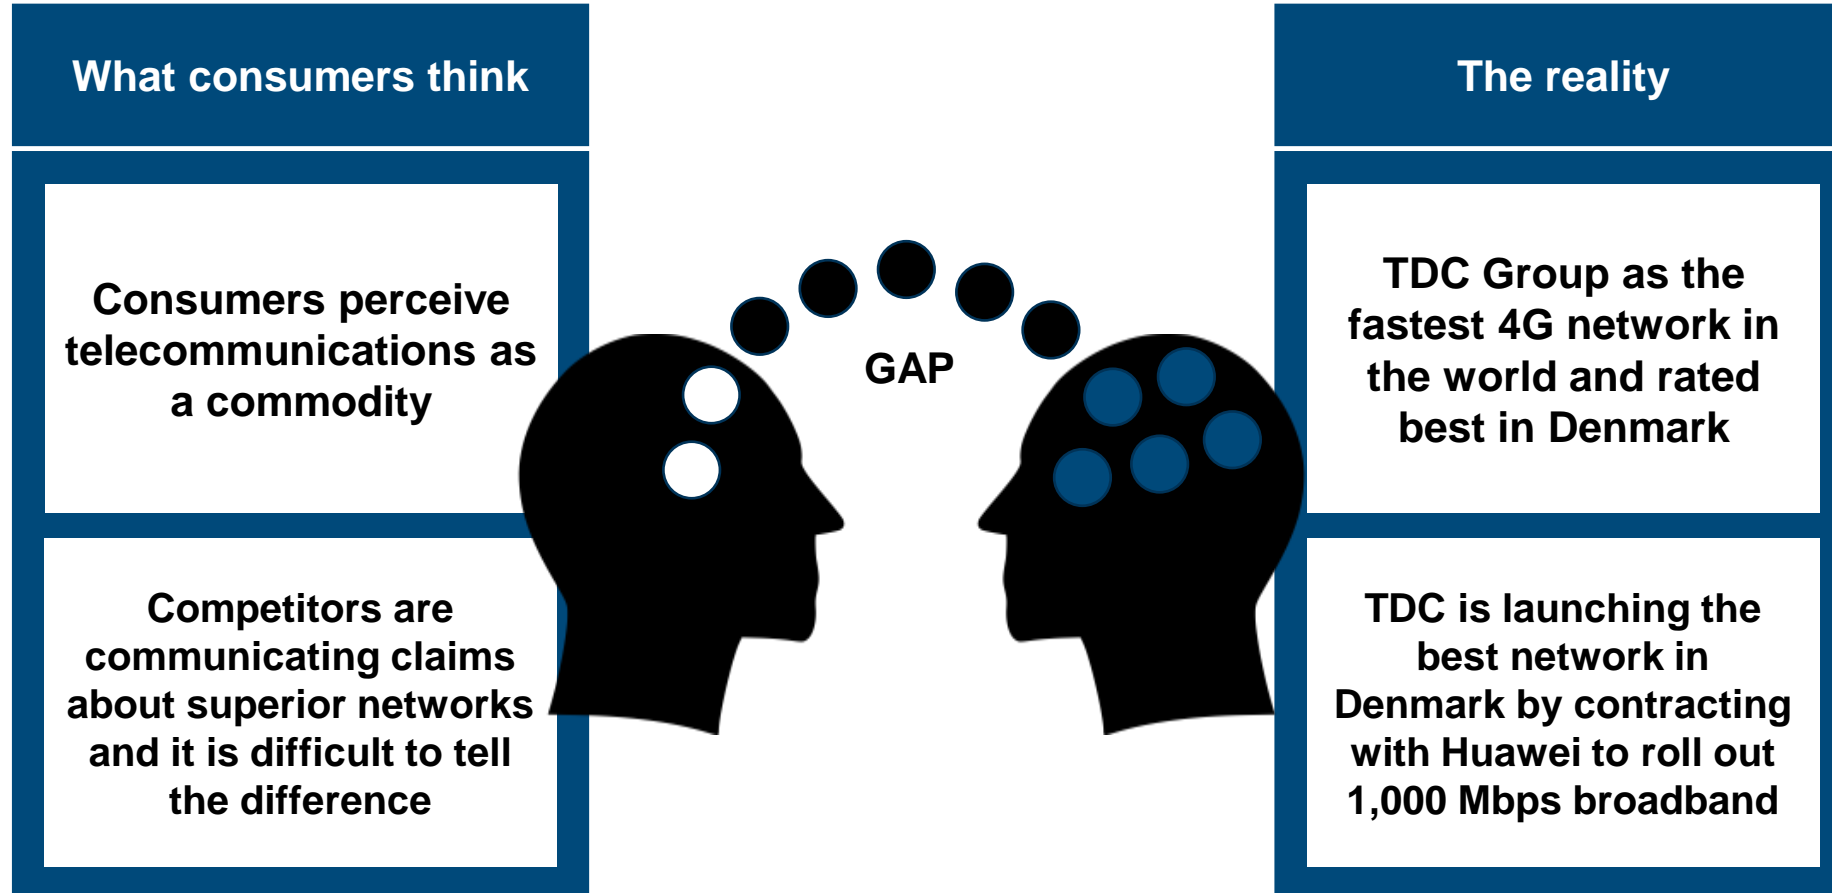 What consumers think
Consumers perceive
telecommunications as
a commodity
Competitors are
communicating claims
about superior networks
and it is difficult to tell
the difference
GAP
The reality
TDC Group as the
fastest 4G network in
the world and rated
best in Denmark
TDC is launching the
best network in
Denmark by contracting
with Huawei to roll out
1,000 Mbps broadband